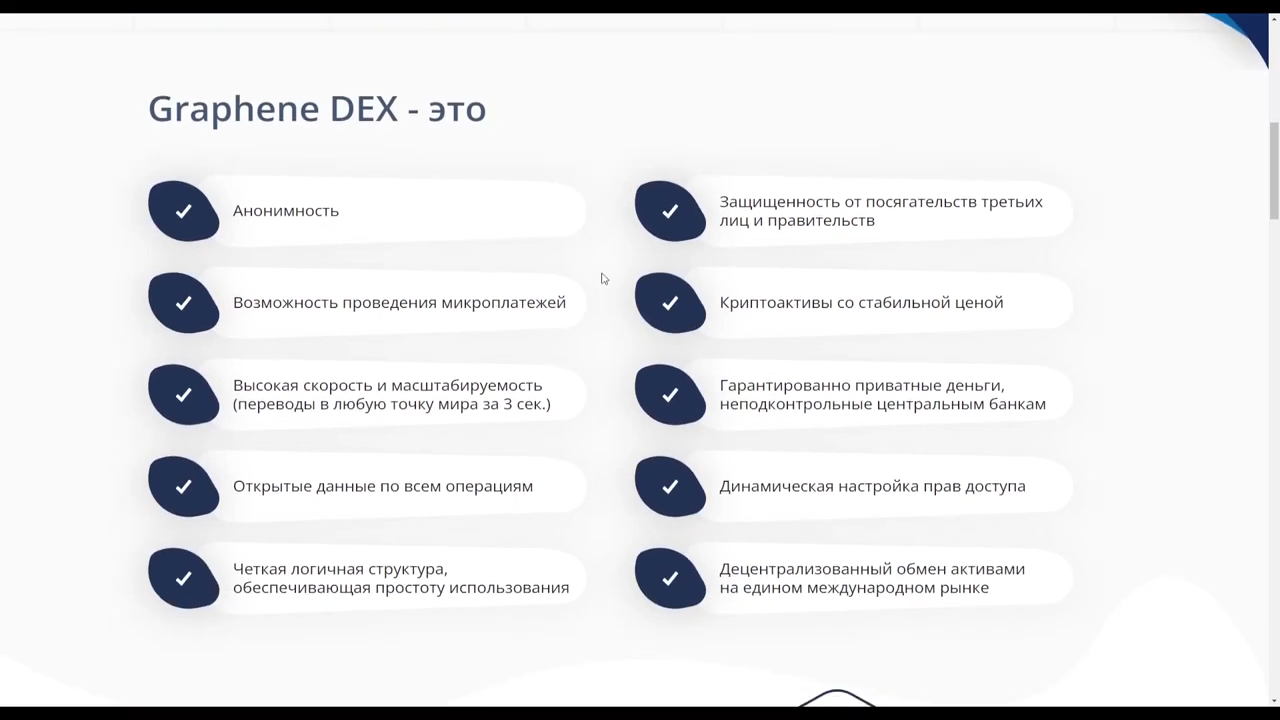 Graphene DEX - это
Анонимность
Возможность проведения микроплатежей
Высокая скорость и масштабируемость
(переводы в любую точку мира за 3 сек.)
Открытые данные по всем операциям
Четкая логичная структура,
обеспечивающая простоту использования
Защищенность от посягательств третьих
лиц и правительств
Криптоактивы со стабильной ценой
Гарантированно приватные деньги,
неподконтрольные центральным банкам
Динамическая настройка прав доступа
Децентрализованный обмен активами
на едином международном рынке